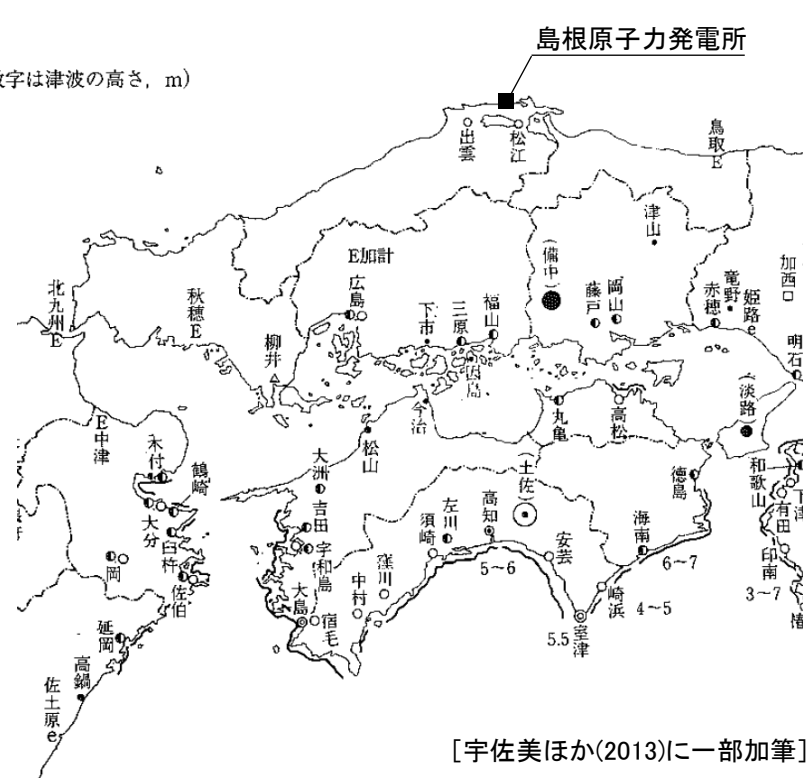 島根原子力発電所
数字は津波の高さ, m)
出雲
松江
鳥取E
津山
(備中)
E加計
広島
下市
三原
福山
藤戸
岡山
赤穂
竜野
姫路e
加西
明石
北九州E
秋穂E
柳井
因島
今治
丸亀
高松
(淡路)
E中津
木付
鶴崎
大分
臼杵
佐伯
岡
松山
大洲
吉田
宇和島
大島
宿毛
中村
窪川
須崎
左川
高知
(土佐)
安芸
室津
崎浜
海南
徳島
和歌山
下津
有田
印南
5~6
5.5
4~5
6~7
3~7
延岡
高鍋
佐土原e
[宇佐美ほか(2013)に一部加筆]